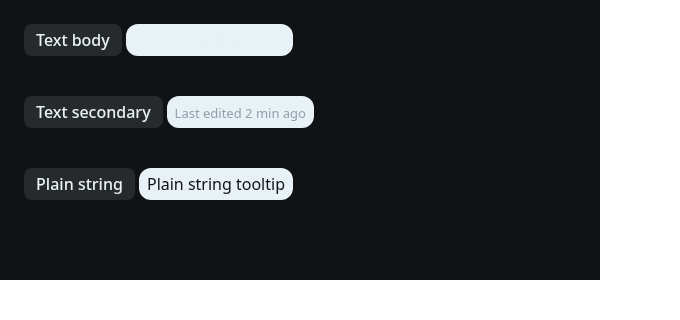 Text body
Text secondary Last edited 2 min ago
Plain string Plain string tooltip